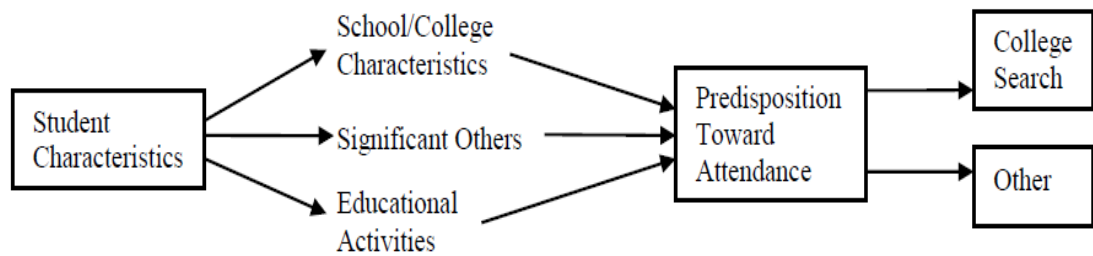 Student
Characteristics
School/College
Characteristics
Significant Others
Educational
Activities
Predisposition
Toward
Attendance
College
Search
Other